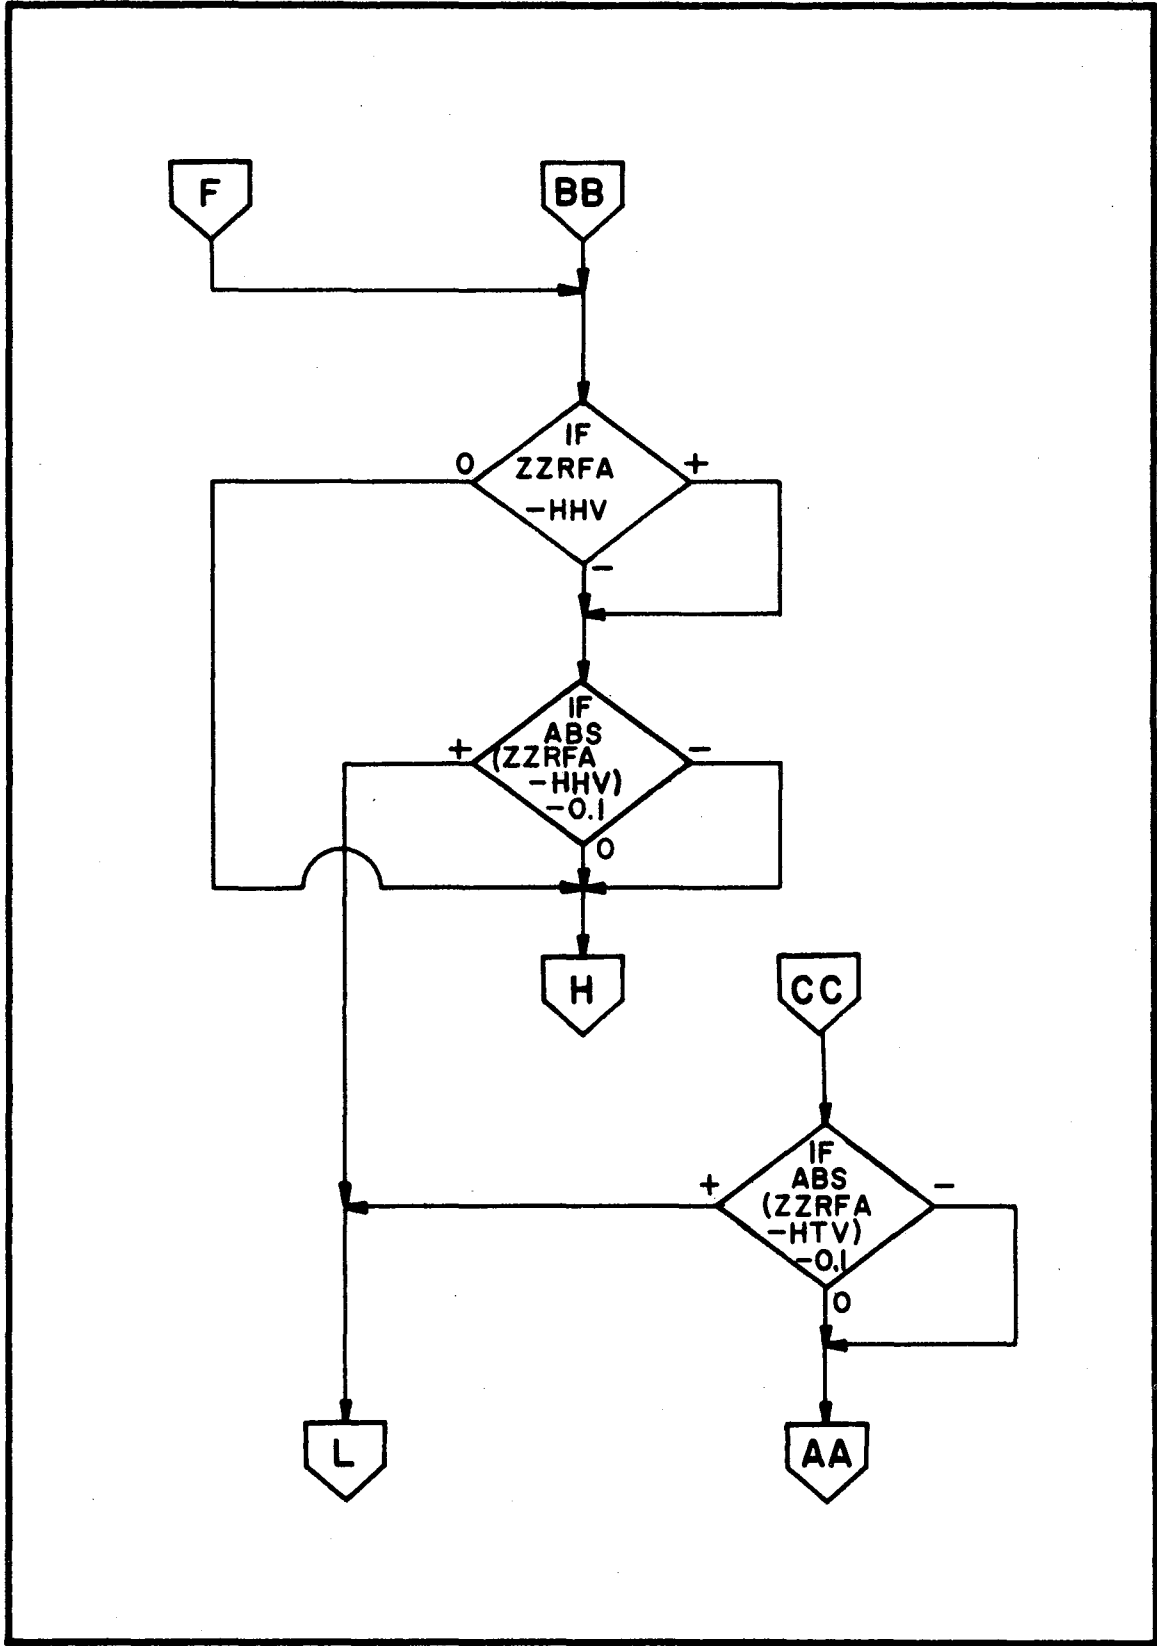 F
BB
IF
0
ZZRFA
+
-HHV
-
IF
ABS
+
(ZZRFA
-
-HHV)
-0.1
0
H
CC
IF
+
ABS
-
(ZZRFA
-HTV)
-0.1
0
L
AA